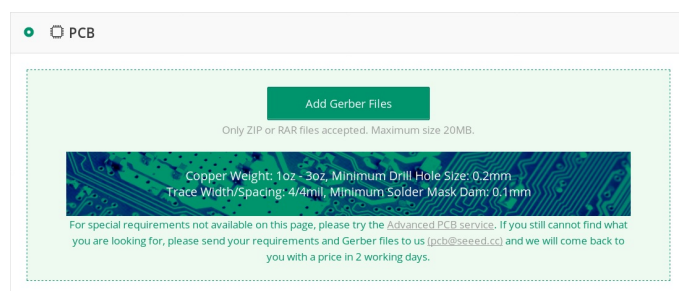 PCB
Add Gerber Files
Only ZIP or RAR files accepted. Maximum size 20MB.
Copper Weight: 1oz - 3oz, Minimum Drill Hole Size: 0.2mm
Trace Width/Spacing: 4/4mil, Minimum Solder Mask Dam: 0.1mm
For special requirements not available on this page, please try the Advanced PCB service. If you still cannot find what
you are looking for, please send your requirements and Gerber files to us (pcb@seeed.cc) and we will come back to
you with a price in 2 working days.